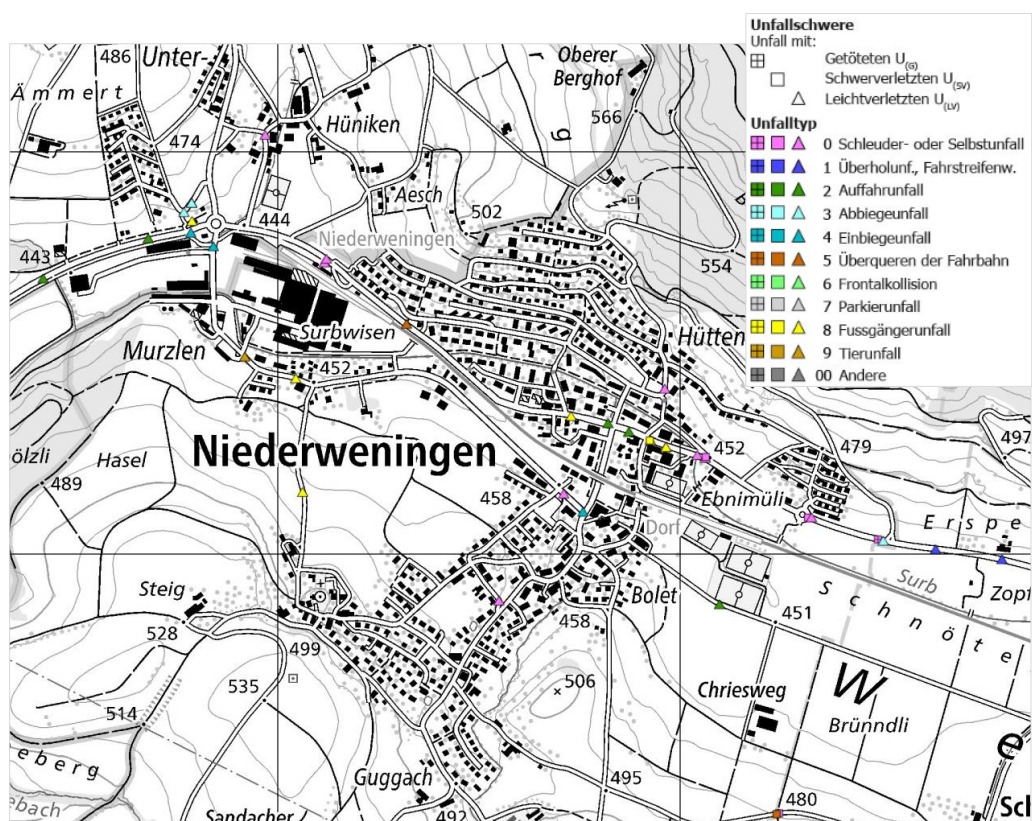 Unfallschwere
Unfall mit:
Getöteten U(G)
Schwerverletzten U(SV)
Leichtverletzten U(LV)
Unfalltyp
0 Schleuder- oder Selbstunfall
1 Überholunf., Fahrstreifenw.
2 Auffahrunfall
3 Abbiegeunfall
4 Einbiegeunfall
5 Überqueren der Fahrbahn
6 Frontalkollision
7 Parkierunfall
8 Fussgängerunfall
9 Tierunfall
00 Andere
486
Unter-
Oberer
Berghof
r
g
Ämmert
Hüniken
566
474
Aesch
502
444
Niederweningen
443
554
Surbwisen
Hütten
Murzlen
452
Niederweningen
452
479
497
ölzli
Hasel
489
458
Ebnimüli
Dorf
Erspe
Surb
Zopf
Schnöte
Steig
Bolet
451
528
499
458
535
506
Chriesweg
W
Brünndli
514
e
eberg
Guggach
495
ebach
Sandacher
492
480
Scl